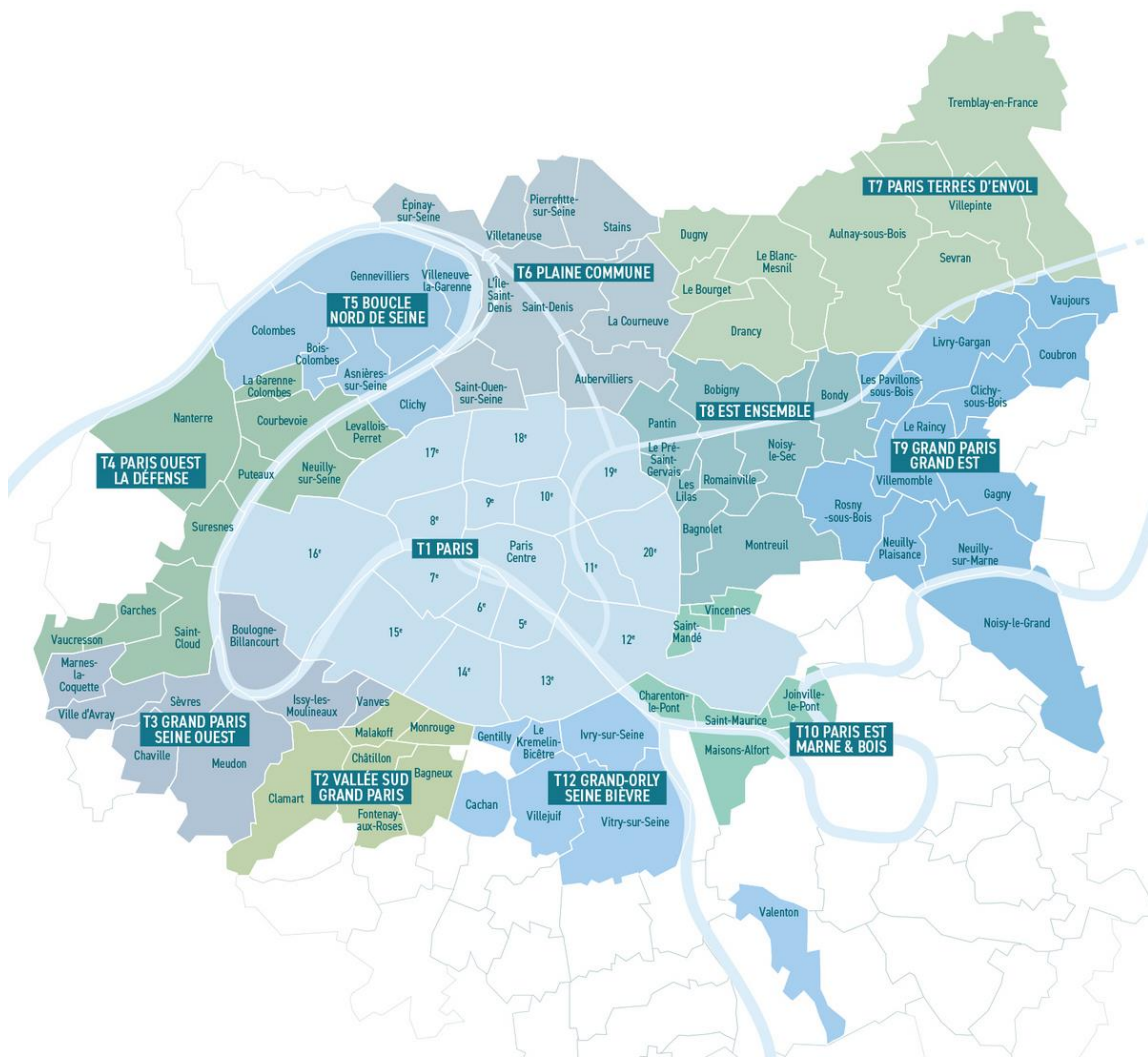 Tremblay-en-France
T7 PARIS TERRES D'ENVOL
Villepinte
Aulnay-sous-Bois
Sevran
Dugny
Le Blanc-
Mesnil
Le Bourget
Drancy
Épinay-
sur-Seine
Pierrefitte-
sur-Seine
Villetaneuse
Stains
T6 PLAINE COMMUNE
L'Île-
Saint-
Denis
Saint-Denis
La Courneuve
Aubervilliers
Saint-Ouen-
sur-Seine
Gennevilliers
Villeneuve-
la-Garenne
T5 BOUCLE
NORD DE SEINE
Colombes
Bois-
Colombes
Asnières-
sur-Seine
Clichy
La Garenne-
Colombes
Nanterre
Courbevoie
Levallois-
Perret
T4 PARIS OUEST
LA DÉFENSE
Puteaux
Neuilly-
sur-Seine
Suresnes
Garches
Vaucresson
Saint-
Cloud
Vaujours
Livry-Gargan
Coubron
Les Pavillons-
sous-Bois
Clichy-
sous-Bois
Le Raincy
T9 GRAND PARIS
GRAND EST
Villemomble
Gagny
Rosny
-sous-Bois
Neuilly-
Plaisance
Neuilly-
sur-Marne
Noisy-le-Grand
Bobigny
Bondy
T8 EST ENSEMBLE
Pantin
Le Pré-
Saint-
Gervais
Noisy-
le-Sec
Les
Lilas
Romainville
Bagnolet
Montreuil
17e
18e
19e
9e
10e
8e
T1 PARIS
Paris
Centre
16e
7e
11e
20e
6e
5e
15e
14e
13e
12e
Vincennes
Saint-
Mandé
Charenton-
le-Pont
Saint-Maurice
Joinville-
le-Pont
T10 PARIS EST
MARNE & BOIS
Maisons-Alfort
Boulogne-
Billancourt
Marnes-
la-
Coquette
Sèvres
Ville d'Avray
Issy-les-
Moulineaux
Vanves
T3 GRAND PARIS
SEINE OUEST
Chaville
Meudon
Malakoff
Monrouge
Châtillon
T2 VALLÉE SUD
GRAND PARIS
Bagneux
Clamart
Fontenay-
aux-Roses
Gentilly
Le
Kremelin-
Bicêtre
Ivry-sur-Seine
T12 GRAND-ORLY
SEINE BIÈVRE
Cachan
Villejuif
Vitry-sur-Seine
Valenton